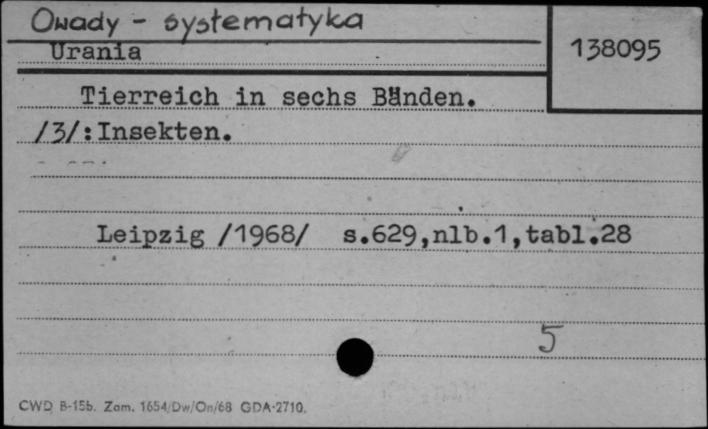 Owady - systematyka
Urania
138095
Tierreich in sechs Bänden.
/3/:Insekten.
Leipzig /1968/ s.629,nlb.1,tabl.28
5
CWD B-15b. Zam. 1654/Dw/On/68 GDA-2710.